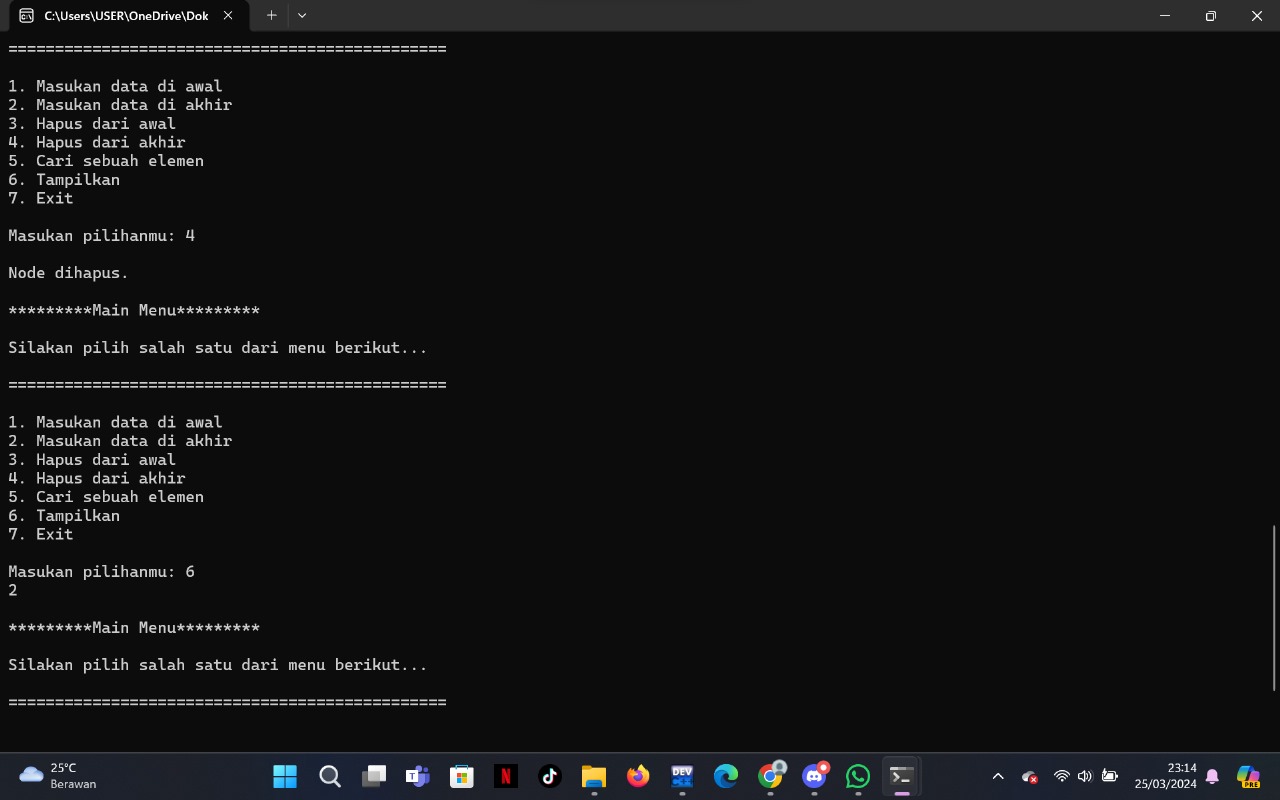 C:\Users\USER\OneDrive\Dok
===============================================
1. Masukan data di awal
2. Masukan data di akhir
3. Hapus dari awal
4. Hapus dari akhir
5. Cari sebuah elemen
6. Tampilkan
7. Exit
Masukan pilihanmu: 4
Node dihapus.
*********Main Menu*********
Silakan pilih salah satu dari menu berikut...
===============================================
1. Masukan data di awal
2. Masukan data di akhir
3. Hapus dari awal
4. Hapus dari akhir
5. Cari sebuah elemen
6. Tampilkan
7. Exit
Masukan pilihanmu: 6
2
*********Main Menu*********
Silakan pilih salah satu dari menu berikut...
===============================================
25°C
Berawan
DEV
PRE
23:14
25/03/2024